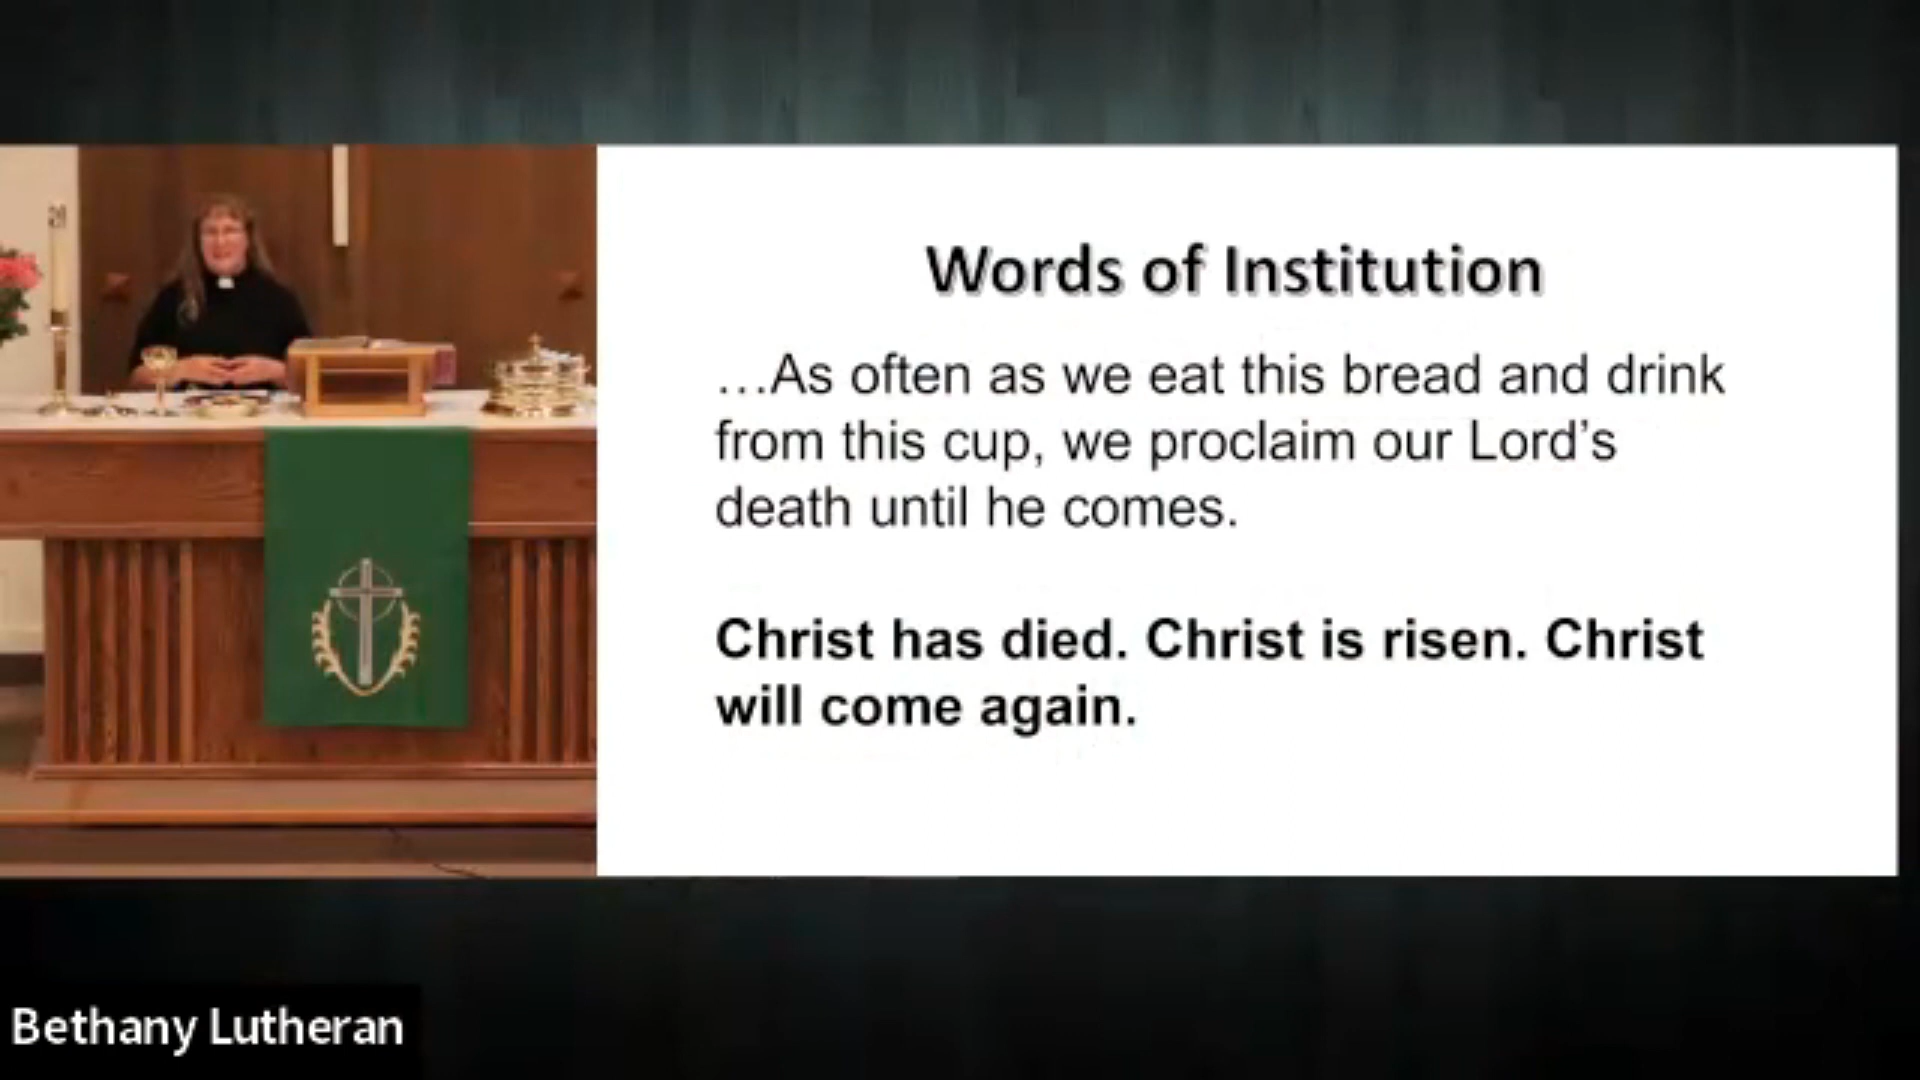 Words of Institution
…As often as we eat this bread and drink
from this cup, we proclaim our Lord’s
death until he comes.
Christ has died. Christ is risen. Christ
will come again.
Bethany Lutheran